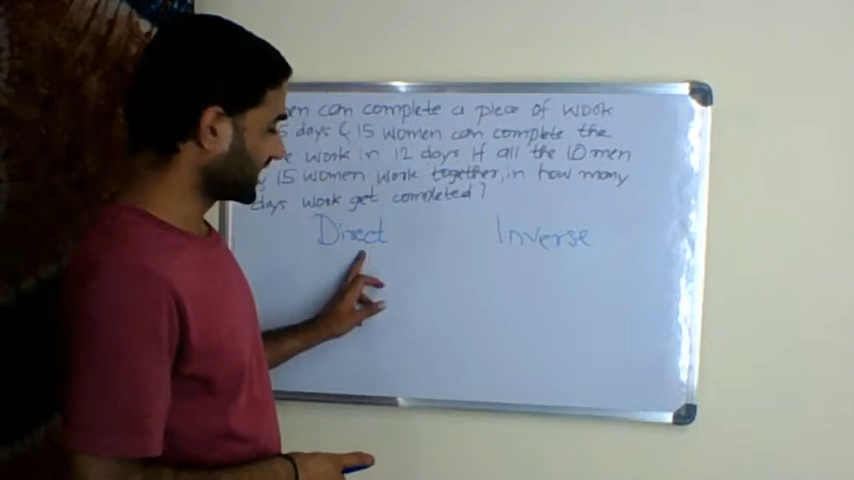 men can complete a piece of work
5 days & 15 women can complete the
work in 12 days If all the 10 men
& 15 women work together, in how many
days work get completed?
Direct Inverse